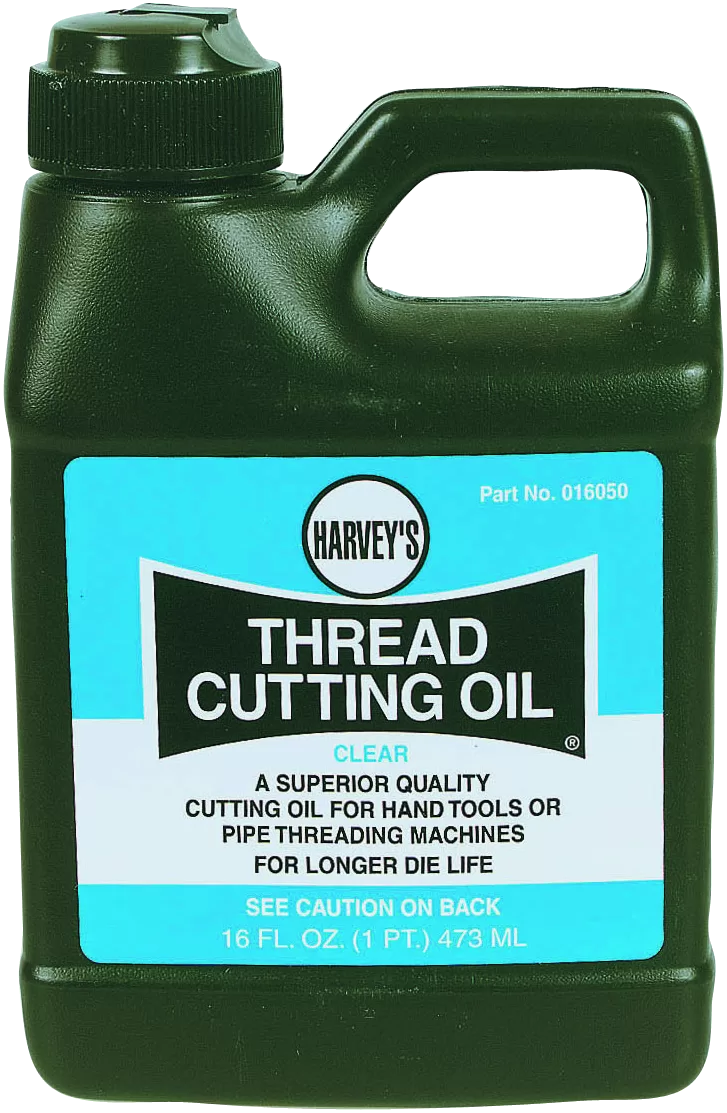 Part No. 016050
HARVEY'S
THREAD
CUTTING OIL
®
CLEAR
A SUPERIOR QUALITY
CUTTING OIL FOR HAND TOOLS OR
PIPE THREADING MACHINES
FOR LONGER DIE LIFE
SEE CAUTION ON BACK
16 FL. OZ. (1 PT.) 473 ML